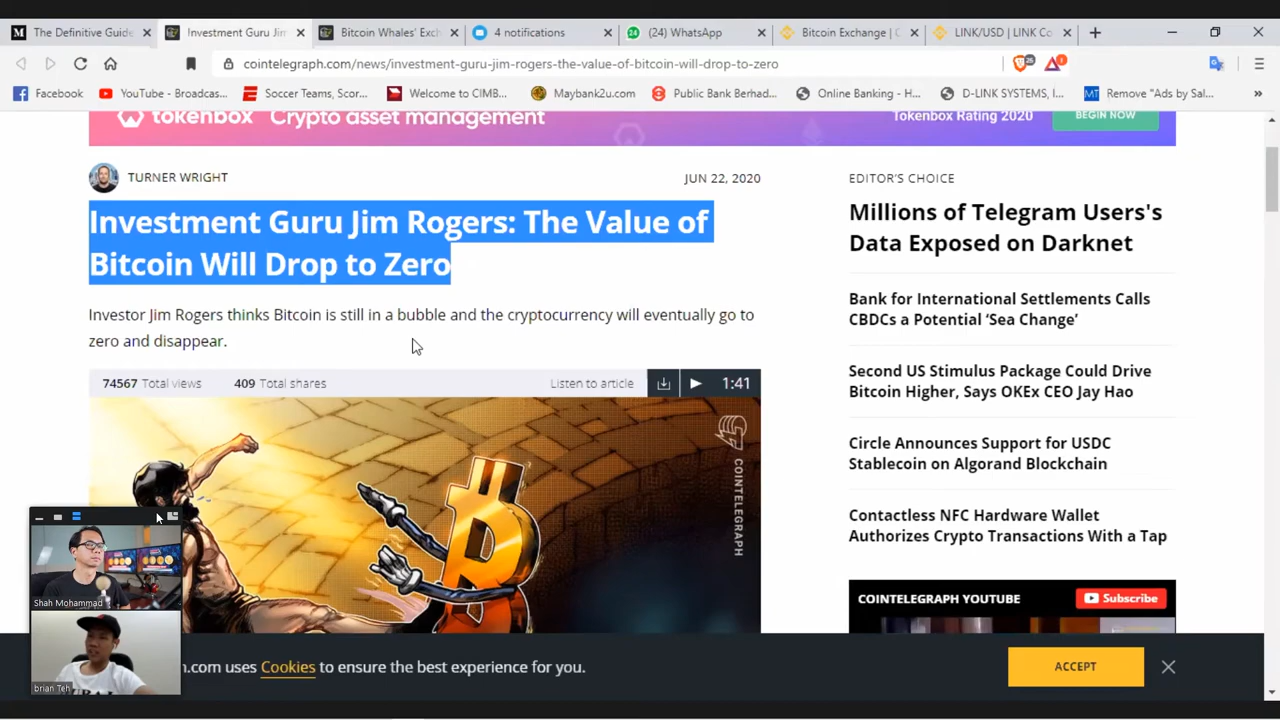 The Definitive Guide
Investment Guru Jim
Bitcoin Whales' Exch
4 notifications
24
(24) WhatsApp
Bitcoin Exchange | C
LINK/USD | LINK Co
cointelegraph.com/news/investment-guru-jim-rogers-the-value-of-bitcoin-will-drop-to-zero
Facebook
YouTube - Broadcas...
Soccer Teams, Scor...
Welcome to CIMB...
Maybank2u.com
Public Bank Berhad...
Online Banking - H...
D-LINK SYSTEMS, I...
MT
Remove "Ads by Sal...
tokenbox Crypto asset management
Tokenbox Rating 2020
BEGIN NOW
TURNER WRIGHT
JUN 22, 2020
Investment Guru Jim Rogers: The Value of
Bitcoin Will Drop to Zero
Investor Jim Rogers thinks Bitcoin is still in a bubble and the cryptocurrency will eventually go to
zero and disappear.
74567 Total views
409 Total shares
Listen to article
1:41
COINTELEGRAPH
EDITOR'S CHOICE
Millions of Telegram Users's
Data Exposed on Darknet
Bank for International Settlements Calls
CBDCs a Potential 'Sea Change'
Second US Stimulus Package Could Drive
Bitcoin Higher, Says OKEx CEO Jay Hao
Circle Announces Support for USDC
Stablecoin on Algorand Blockchain
Contactless NFC Hardware Wallet
Authorizes Crypto Transactions With a Tap
COINTELEGRAPH YOUTUBE
Subscribe
Shah Mohammad
brian Teh
.com uses Cookies to ensure the best experience for you.
ACCEPT